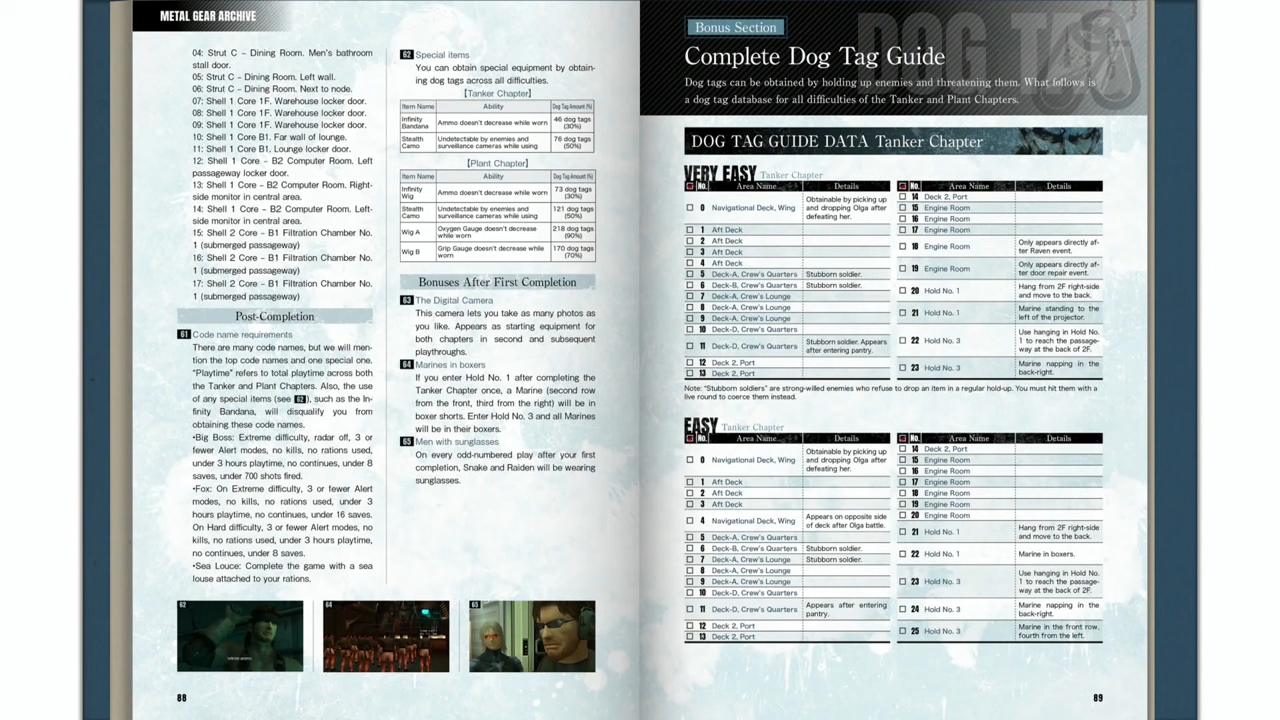 METAL GEAR ARCHIVE
04: Strut C – Dining Room. Men's bathroom
stall door.
05: Strut C – Dining Room. Left wall.
06: Strut C – Dining Room. Next to node.
07: Shell 1 Core 1F. Warehouse locker door.
08: Shell 1 Core 1F. Warehouse locker door.
09: Shell 1 Core 1F. Warehouse locker door.
10: Shell 1 Core B1. Far wall of lounge.
11: Shell 1 Core B1. Lounge locker door.
12: Shell 1 Core – B2 Computer Room. Left
passageway locker door.
13: Shell 1 Core – B2 Computer Room. Right-
side monitor in central area.
14: Shell 1 Core – B2 Computer Room. Left-
side monitor in central area.
15: Shell 2 Core – B1 Filtration Chamber No.
1 (submerged passageway)
16: Shell 2 Core – B1 Filtration Chamber No.
1 (submerged passageway)
17: Shell 2 Core – B1 Filtration Chamber No.
1 (submerged passageway)
Post-Completion
61 Code name requirements
There are many code names, but we will men-
tion the top code names and one special one.
"Playtime" refers to total playtime across both
the Tanker and Plant Chapters. Also, the use
of any special items (see 62), such as the In-
finity Bandana, will disqualify you from
obtaining these code names.
•Big Boss: Extreme difficulty, radar off, 3 or
fewer Alert modes, no kills, no rations used,
under 3 hours playtime, no continues, under 8
saves, under 700 shots fired.
•Fox: On Extreme difficulty, 3 or fewer Alert
modes, no kills, no rations used, under 3
hours playtime, no continues, under 16 saves.
On Hard difficulty, 3 or fewer Alert modes, no
kills, no rations used, under 3 hours playtime,
no continues, under 8 saves.
•Sea Louce: Complete the game with a sea
louse attached to your rations.
62 Special items
You can obtain special equipment by obtain-
ing dog tags across all difficulties.
【Tanker Chapter】
Item Name Ability Dog Tag Amount (%)
Infinity Bandana Ammo doesn't decrease while worn 46 dog tags (30%)
Stealth Camo Undetectable by enemies and surveillance cameras while using 76 dog tags (50%)
【Plant Chapter】
Item Name Ability Dog Tag Amount (%)
Infinity Wig Ammo doesn't decrease while worn 73 dog tags (30%)
Stealth Camo Undetectable by enemies and surveillance cameras while using 121 dog tags (50%)
Wig A Oxygen Gauge doesn't decrease while worn 218 dog tags (90%)
Wig B Grip Gauge doesn't decrease while worn 170 dog tags (70%)
Bonuses After First Completion
63 The Digital Camera
This camera lets you take as many photos as
you like. Appears as starting equipment for
both chapters in second and subsequent
playthroughs.
64 Marines in boxers
If you enter Hold No. 1 after completing the
Tanker Chapter once, a Marine (second row
from the front, third from the right) will be in
boxer shorts. Enter Hold No. 3 and all Marines
will be in their boxers.
65 Men with sunglasses
On every odd-numbered play after your first
completion, Snake and Raiden will be wearing
sunglasses.
62
64
65
88
DOG TAGS
Bonus Section
Complete Dog Tag Guide
Dog tags can be obtained by holding up enemies and threatening them. What follows is
a dog tag database for all difficulties of the Tanker and Plant Chapters.
DOG TAG GUIDE DATA Tanker Chapter
VERY EASY Tanker Chapter
No. Area Name Details
0 Navigational Deck, Wing Obtainable by picking up and dropping Olga after defeating her.
1 Aft Deck
2 Aft Deck
3 Aft Deck
4 Aft Deck
5 Deck-A, Crew's Quarters Stubborn soldier.
6 Deck-B, Crew's Quarters Stubborn soldier.
7 Deck-A, Crew's Lounge
8 Deck-A, Crew's Lounge
9 Deck-A, Crew's Lounge
10 Deck-D, Crew's Quarters
11 Deck-D, Crew's Quarters Stubborn soldier. Appears after entering pantry.
12 Deck 2, Port
13 Deck 2, Port
No. Area Name Details
14 Deck 2, Port
15 Engine Room
16 Engine Room
17 Engine Room
18 Engine Room Only appears directly af-ter Raven event.
19 Engine Room Only appears directly af-ter door repair event.
20 Hold No. 1 Hang from 2F right-side and move to the back.
21 Hold No. 1 Marine standing to the left of the projector.
22 Hold No. 3 Use hanging in Hold No. 1 to reach the passage-way at the back of 2F.
23 Hold No. 3 Marine napping in the back-right.
Note: "Stubborn soldiers" are strong-willed enemies who refuse to drop an item in a regular hold-up. You must hit them with a
live round to coerce them instead.
EASY Tanker Chapter
No. Area Name Details
0 Navigational Deck, Wing Obtainable by picking up and dropping Olga after defeating her.
1 Aft Deck
2 Aft Deck
3 Aft Deck
4 Navigational Deck, Wing Appears on opposite side of deck after Olga battle.
5 Deck-A, Crew's Quarters
6 Deck-B, Crew's Quarters Stubborn soldier.
7 Deck-A, Crew's Lounge Stubborn soldier.
8 Deck-A, Crew's Lounge
9 Deck-A, Crew's Lounge
10 Deck-D, Crew's Quarters
11 Deck-D, Crew's Quarters Appears after entering pantry.
12 Deck 2, Port
13 Deck 2, Port
No. Area Name Details
14 Deck 2, Port
15 Engine Room
16 Engine Room
17 Engine Room
18 Engine Room
19 Engine Room
20 Engine Room
21 Hold No. 1 Hang from 2F right-side and move to the back.
22 Hold No. 1 Marine in boxers.
23 Hold No. 3 Use hanging in Hold No. 1 to reach the passage-way at the back of 2F.
24 Hold No. 3 Marine napping in the back-right.
25 Hold No. 3 Marine in the front row, fourth from the left.
89